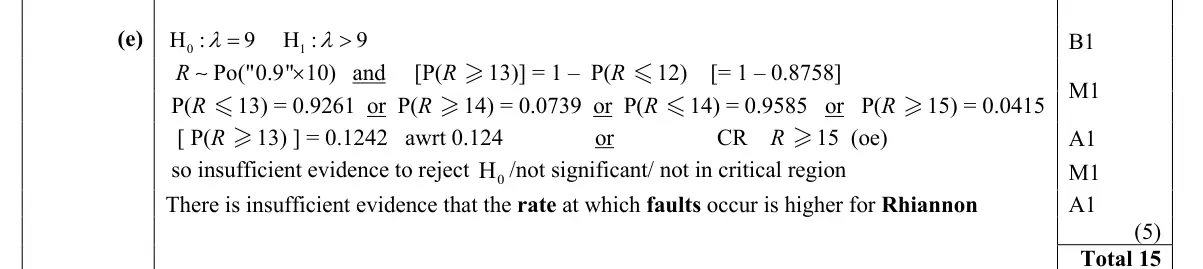 (e) H₀ : λ = 9 H₁ : λ > 9 B1
R ~ Po("0.9"×10) and [P(R ⩾ 13)] = 1 – P(R ⩽ 12) [= 1 – 0.8758]
M1
P(R ⩽ 13) = 0.9261 or P(R ⩾ 14) = 0.0739 or P(R ⩽ 14) = 0.9585 or P(R ⩾ 15) = 0.0415
[ P(R ⩾ 13) ] = 0.1242 awrt 0.124 or CR R ⩾ 15 (oe) A1
so insufficient evidence to reject H₀ /not significant/ not in critical region M1
There is insufficient evidence that the rate at which faults occur is higher for Rhiannon A1
(5)
Total 15